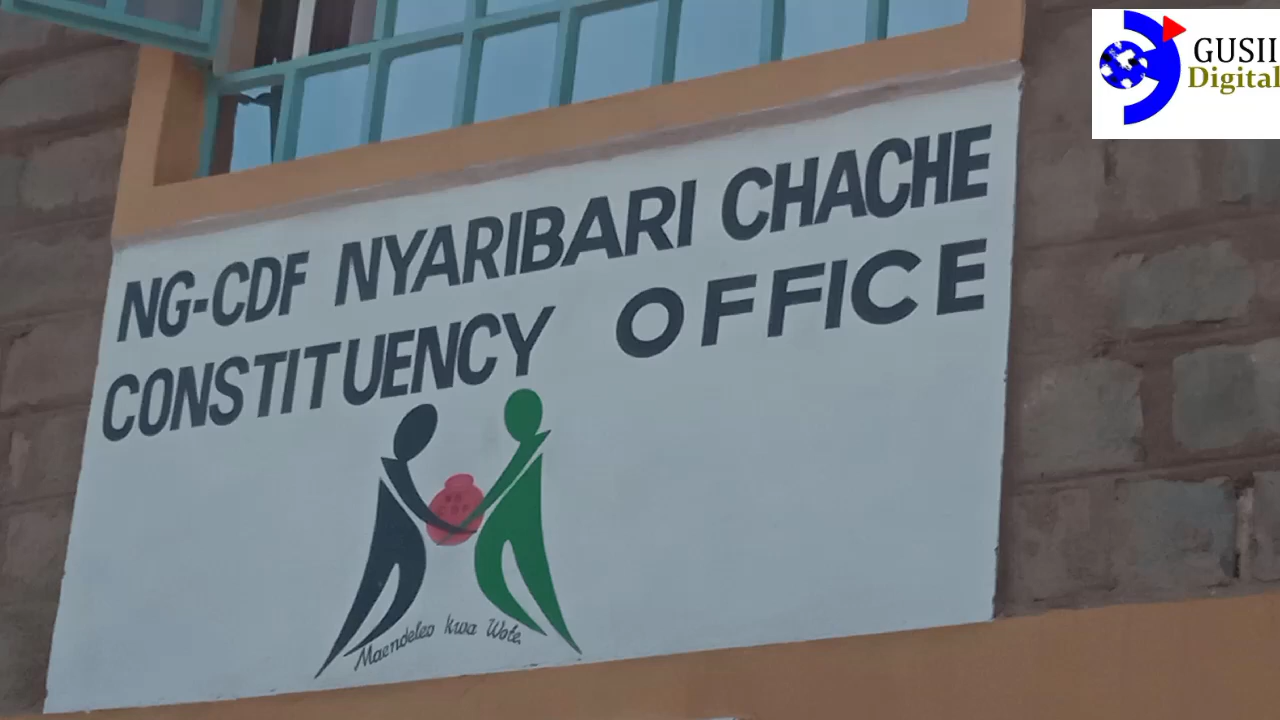 GUSII
Digital
NG-CDF NYARIBARI CHACHE
CONSTITUENCY OFFICE
Maendeleo kwa Wote.